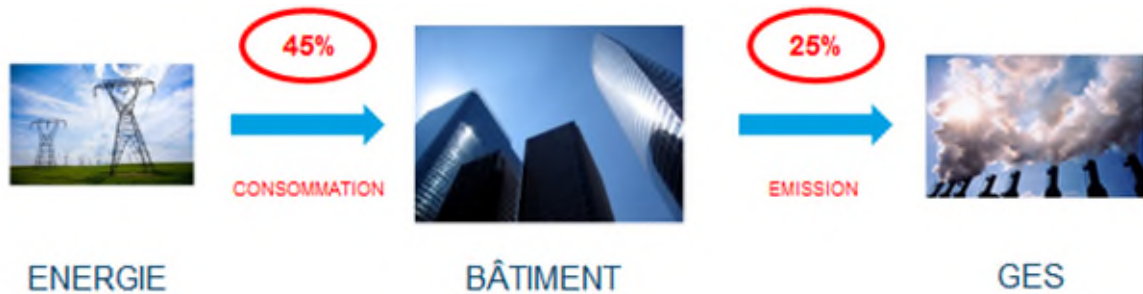 45%
25%
CONSOMMATION
EMISSION
ENERGIE
BÂTIMENT
GES